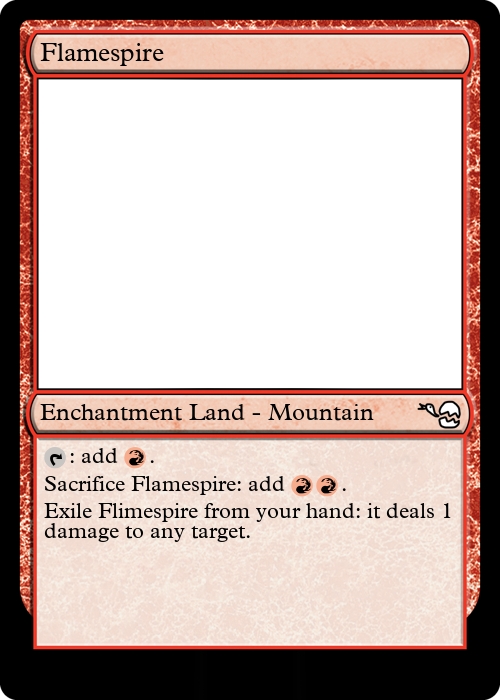 Flamespire
Enchantment Land - Mountain
: add .
Sacrifice Flamespire: add .
Exile Flimespire from your hand: it deals 1
damage to any target.